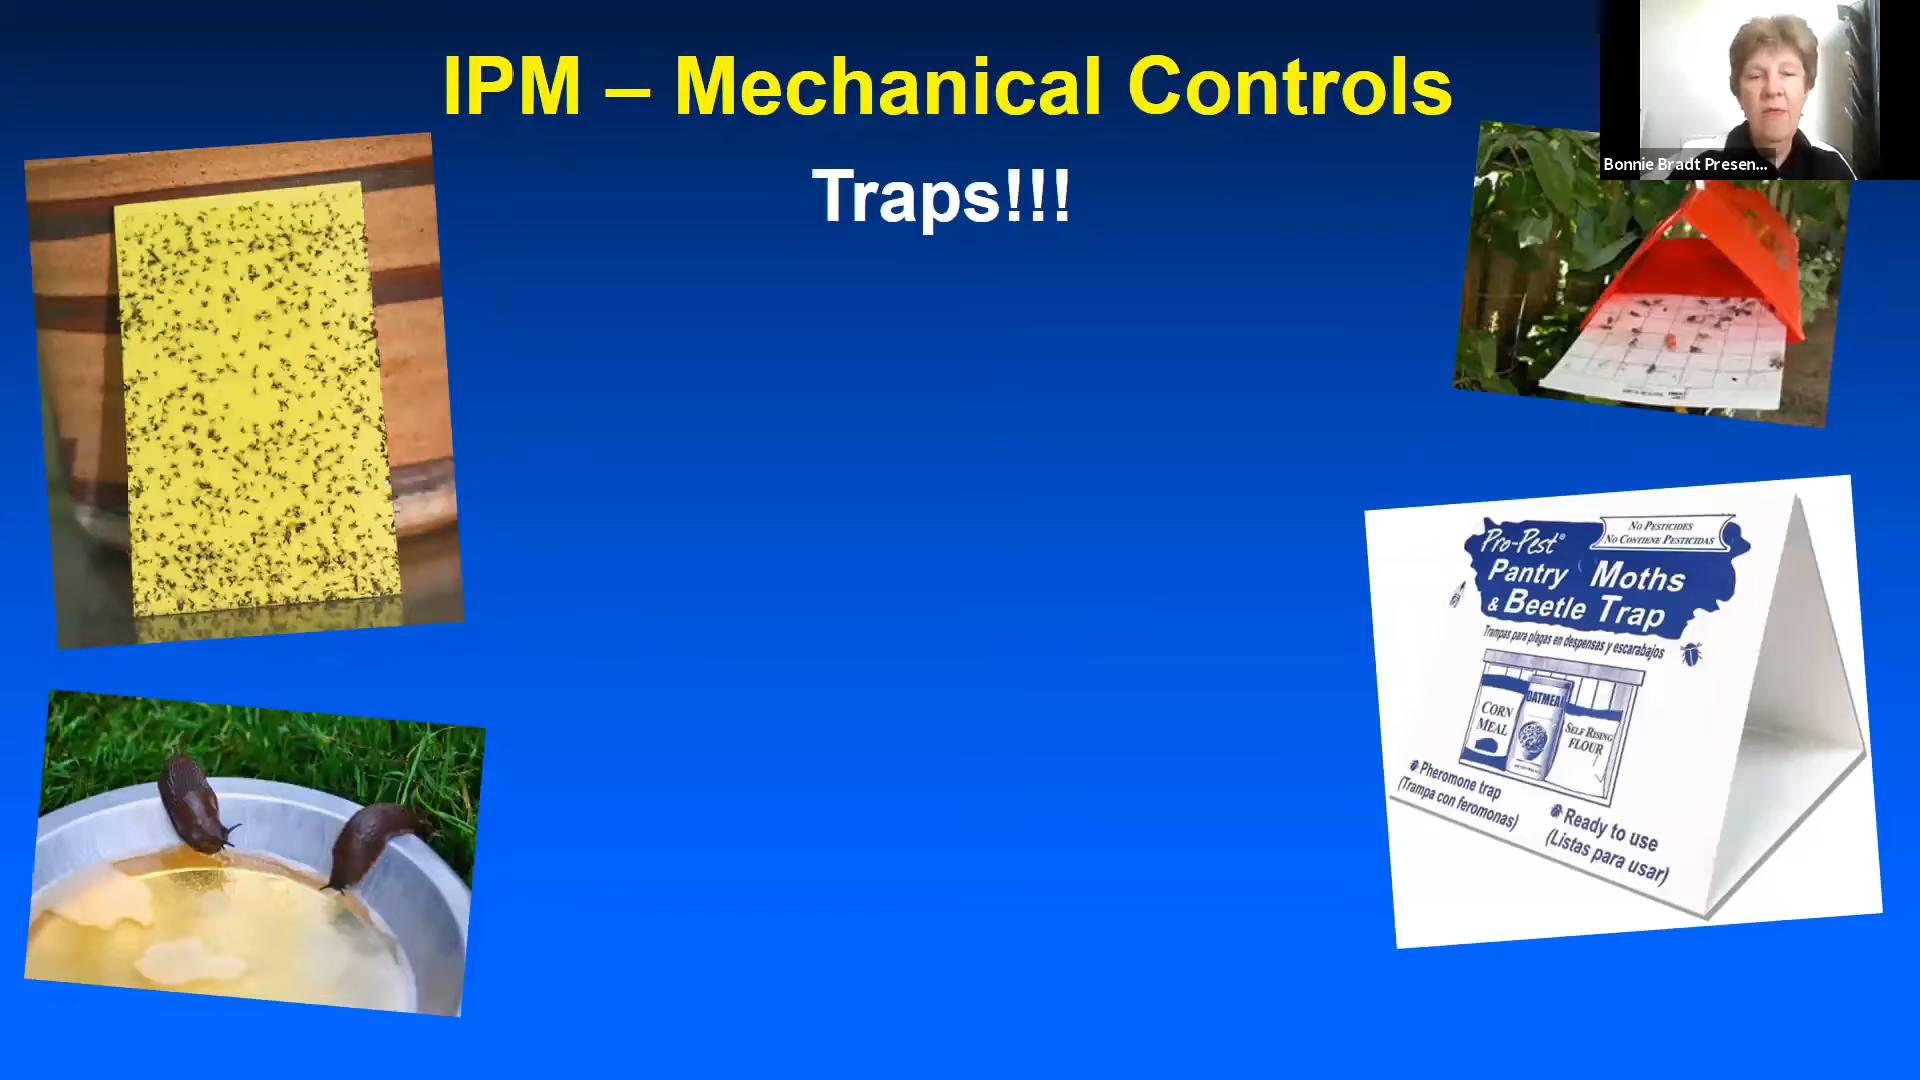 IPM – Mechanical Controls
Traps!!!
Bonnie Bradt Presen...
No Pesticides
No Contiene Pesticidas
Pro-Pest®
Pantry Moths
& Beetle Trap
Trampas para plagas en despensas y escarabajos
CORN
MEAL
OATMEAL
SELF RISING
FLOUR
Pheromone trap
(Trampa con feromonas)
Ready to use
(Listas para usar)